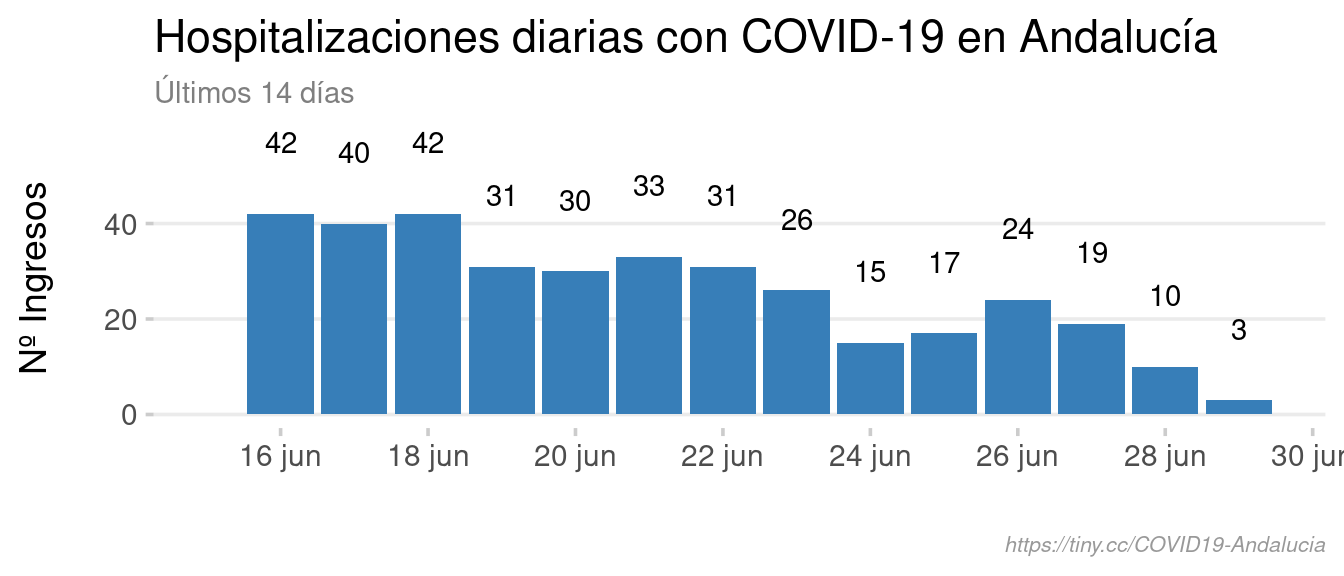 Hospitalizaciones diarias con COVID-19 en Andalucía
Últimos 14 días
42 40 42 31 30 33 31 26 15 17 24 19 10 3
Nº Ingresos
40
20
0
16 jun 18 jun 20 jun 22 jun 24 jun 26 jun 28 jun 30 jun
https://tiny.cc/COVID19-Andalucia